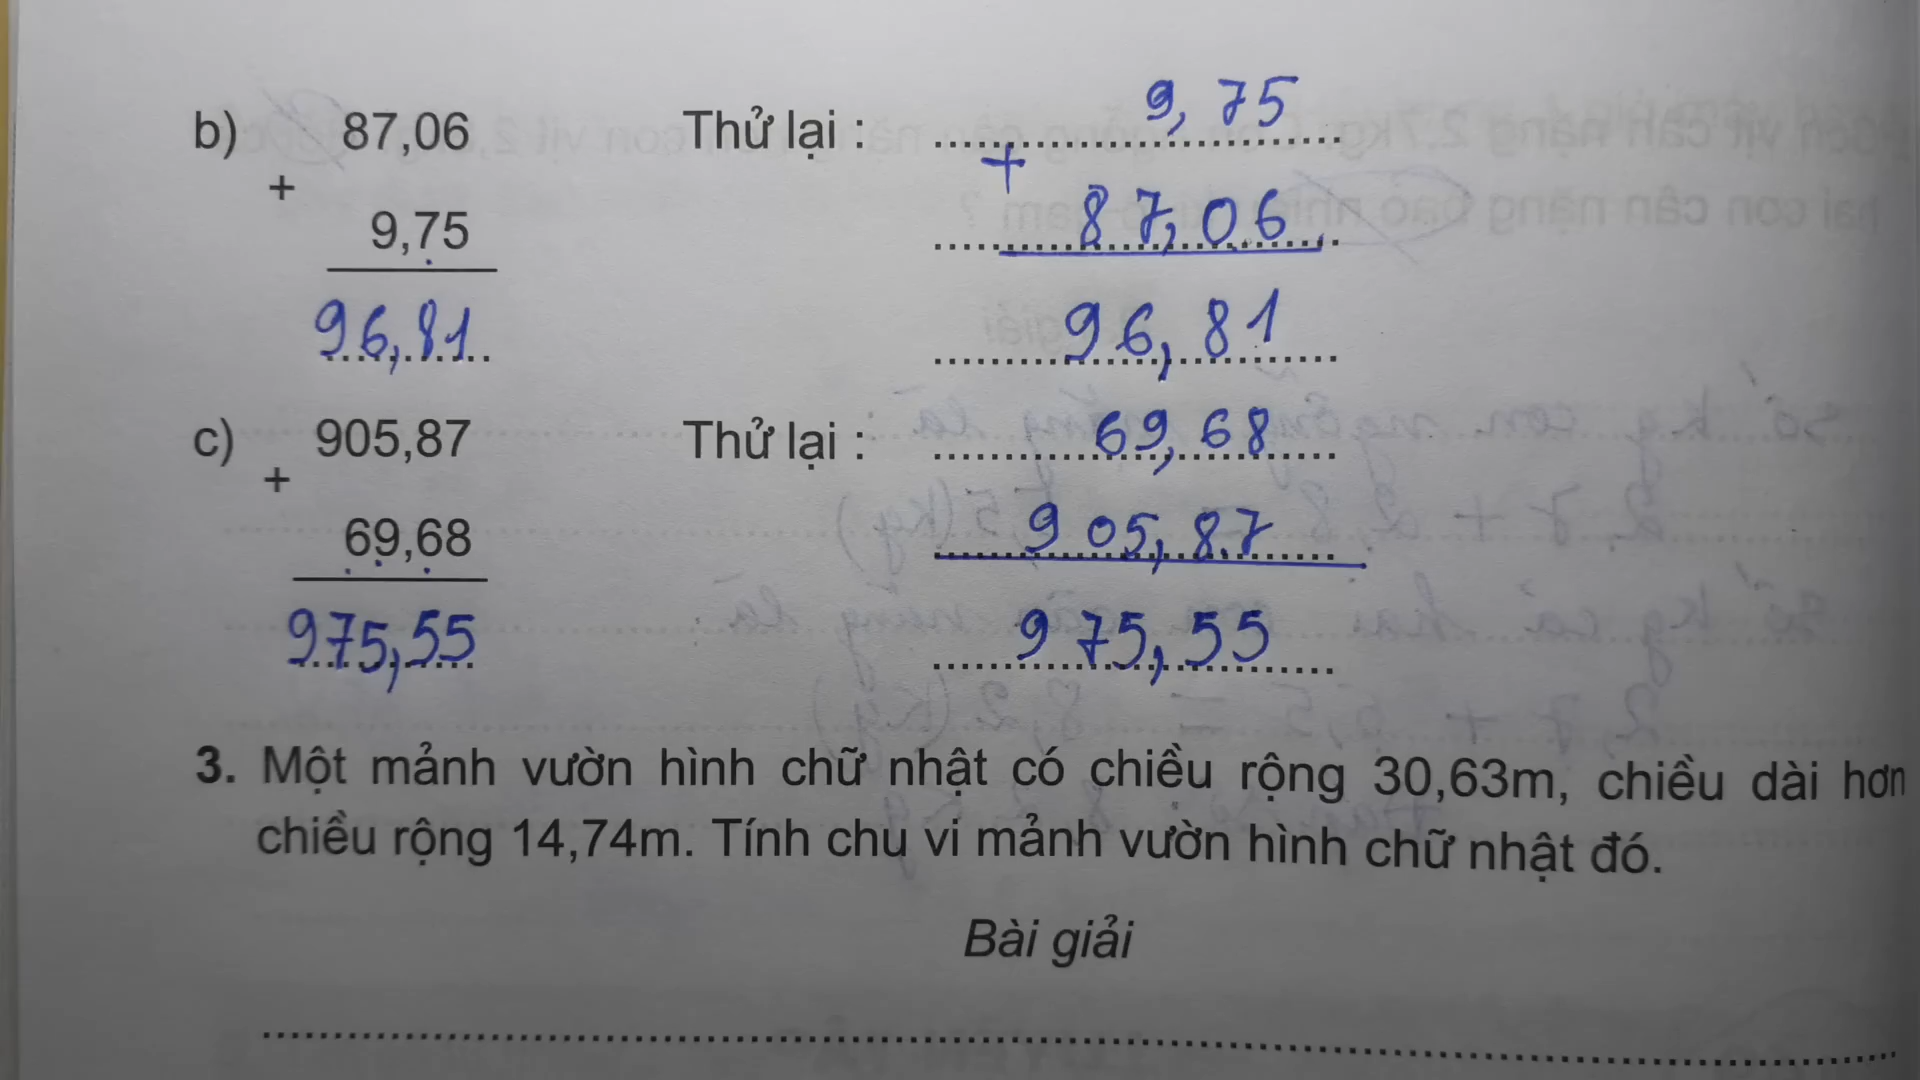 b) 87,06 Thử lại : 9,75
+ +
9,75 87,06
96,81 96,81
c) 905,87 Thử lại : 69,68
+
69,68 905,87
975,55 975,55
3. Một mảnh vườn hình chữ nhật có chiều rộng 30,63m, chiều dài hơn
chiều rộng 14,74m. Tính chu vi mảnh vườn hình chữ nhật đó.
Bài giải